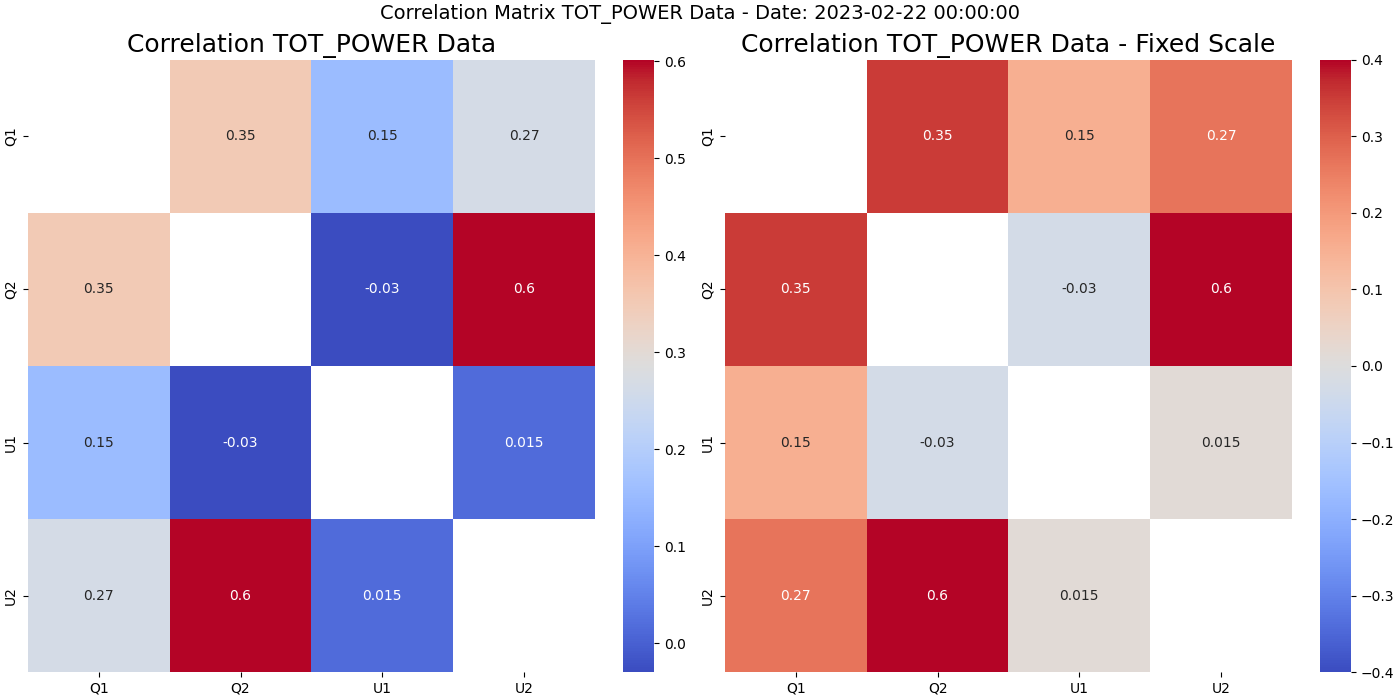 Correlation Matrix TOT_POWER Data - Date: 2023-02-22 00:00:00
Correlation TOT_POWER Data
Q1
0.35
0.15
0.27
Q2
0.35
-0.03
0.6
U1
0.15
-0.03
0.015
U2
0.27
0.6
0.015
Q1
Q2
U1
U2
0.6
0.5
0.4
0.3
0.2
0.1
0.0
Correlation TOT_POWER Data - Fixed Scale
Q1
0.35
0.15
0.27
Q2
0.35
-0.03
0.6
U1
0.15
-0.03
0.015
U2
0.27
0.6
0.015
Q1
Q2
U1
U2
0.4
0.3
0.2
0.1
0.0
−0.1
−0.2
−0.3
−0.4